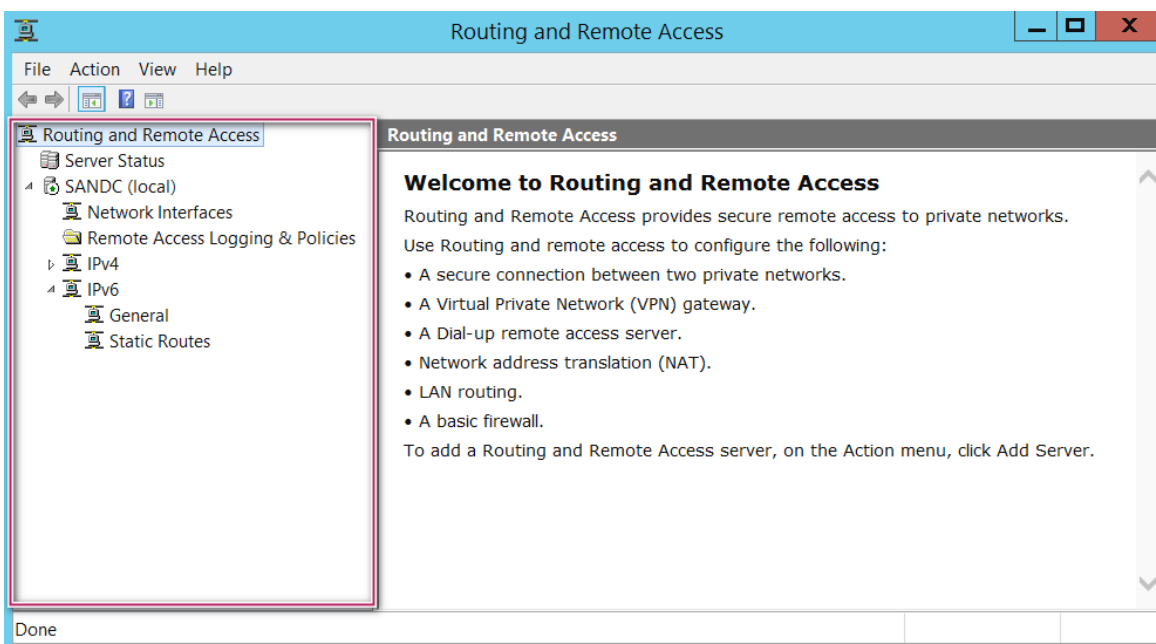 Routing and Remote Access
File Action View Help
Routing and Remote Access
Server Status
SANDC (local)
Network Interfaces
Remote Access Logging & Policies
IPv4
IPv6
General
Static Routes
Routing and Remote Access
Welcome to Routing and Remote Access
Routing and Remote Access provides secure remote access to private networks.
Use Routing and remote access to configure the following:
• A secure connection between two private networks.
• A Virtual Private Network (VPN) gateway.
• A Dial-up remote access server.
• Network address translation (NAT).
• LAN routing.
• A basic firewall.
To add a Routing and Remote Access server, on the Action menu, click Add Server.
Done